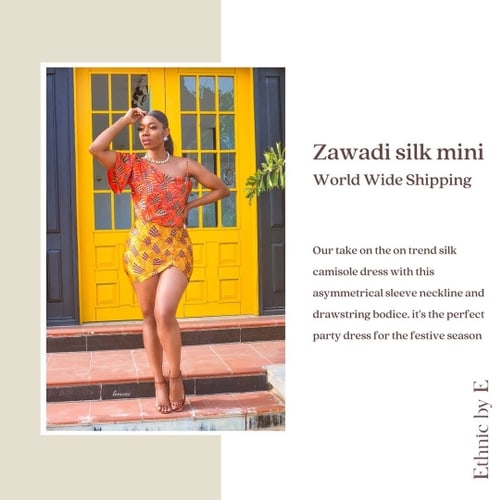 Zawadi silk mini
World Wide Shipping
Our take on the on trend silk
camisole dress with this
asymmetrical sleeve neckline and
drawstring bodice. it's the perfect
party dress for the festive season
Ethnic by E